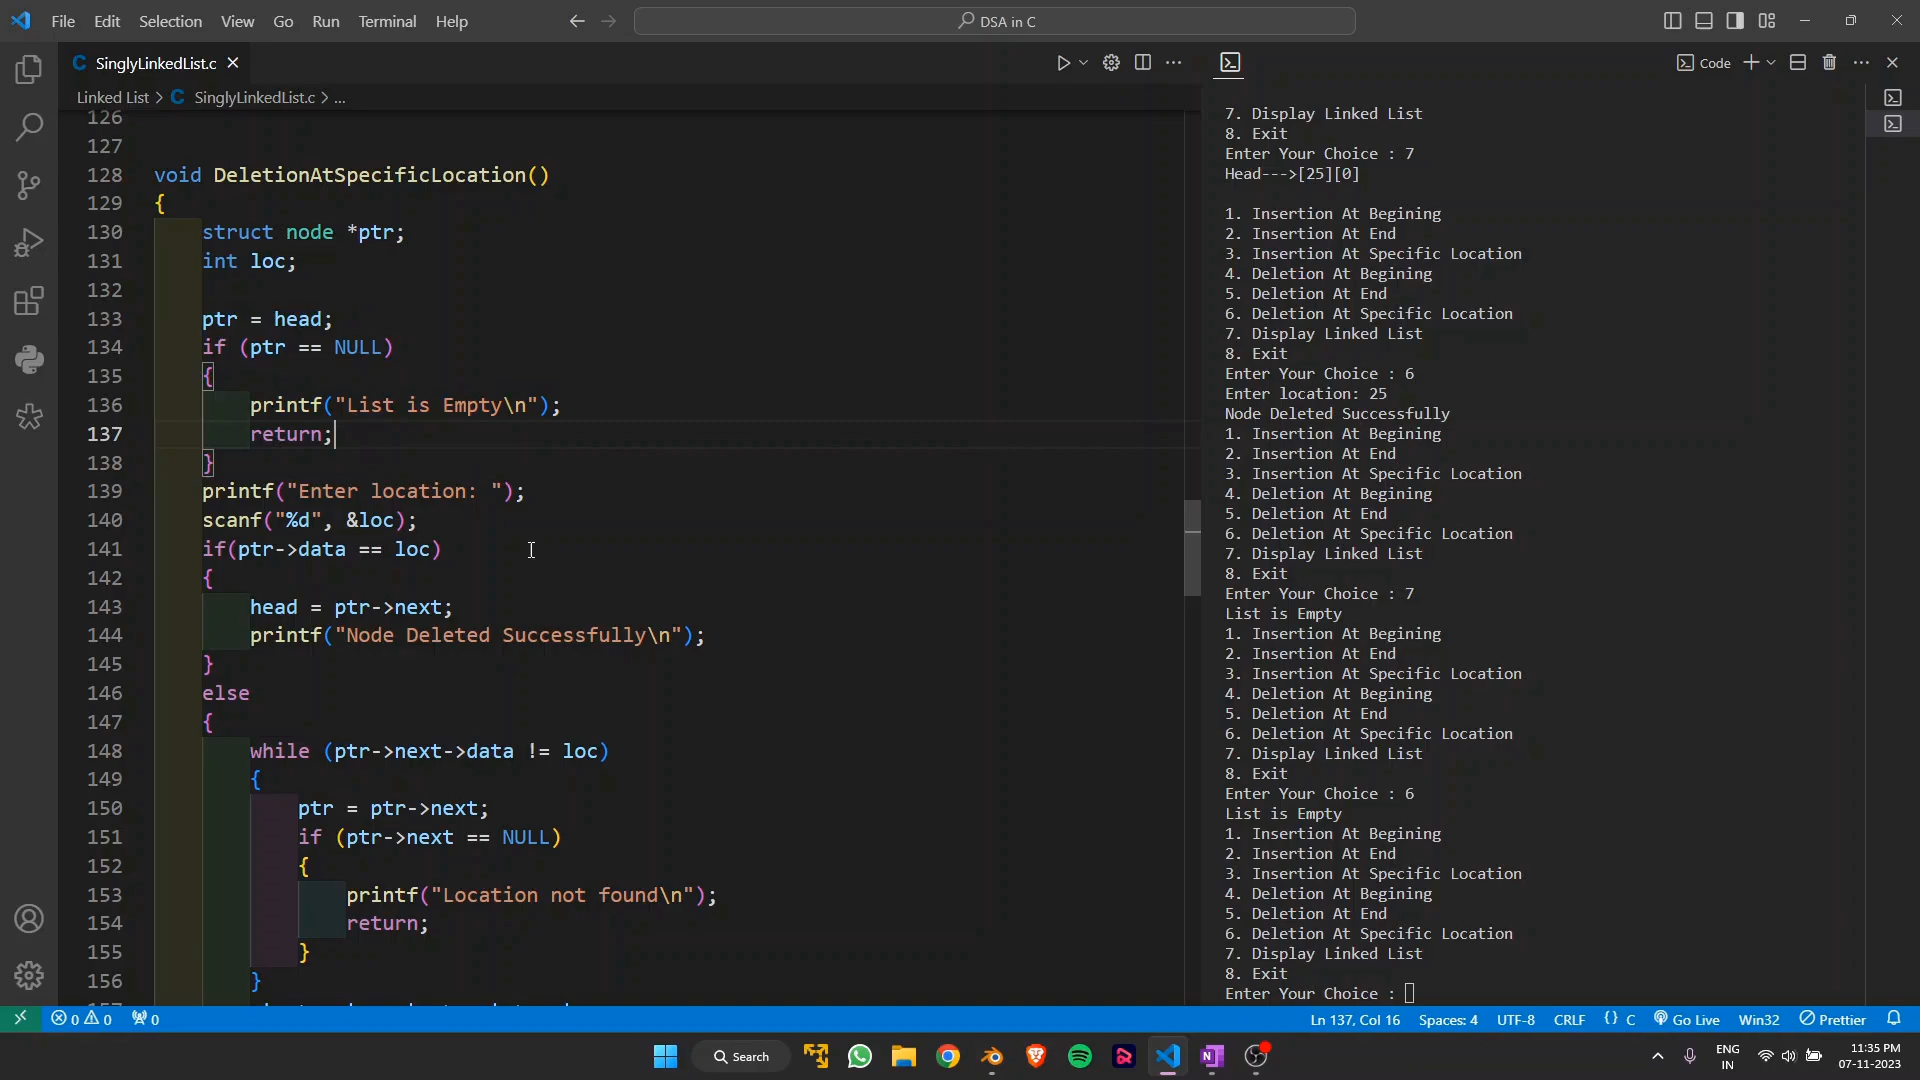 File Edit Selection View Go Run Terminal Help
DSA in C
SinglyLinkedList.c
Code
Linked List > SinglyLinkedList.c > ...
126
127
128 void DeletionAtSpecificLocation()
129 {
130 struct node *ptr;
131 int loc;
132
133 ptr = head;
134 if (ptr == NULL)
135 {
136 printf("List is Empty\n");
137 return;
138 }
139 printf("Enter location: ");
140 scanf("%d", &loc);
141 if(ptr->data == loc)
142 {
143 head = ptr->next;
144 printf("Node Deleted Successfully\n");
145 }
146 else
147 {
148 while (ptr->next->data != loc)
149 {
150 ptr = ptr->next;
151 if (ptr->next == NULL)
152 {
153 printf("Location not found\n");
154 return;
155 }
156 }
7. Display Linked List
8. Exit
Enter Your Choice : 7
Head--->[25][0]
1. Insertion At Begining
2. Insertion At End
3. Insertion At Specific Location
4. Deletion At Begining
5. Deletion At End
6. Deletion At Specific Location
7. Display Linked List
8. Exit
Enter Your Choice : 6
Enter location: 25
Node Deleted Successfully
1. Insertion At Begining
2. Insertion At End
3. Insertion At Specific Location
4. Deletion At Begining
5. Deletion At End
6. Deletion At Specific Location
7. Display Linked List
8. Exit
Enter Your Choice : 7
List is Empty
1. Insertion At Begining
2. Insertion At End
3. Insertion At Specific Location
4. Deletion At Begining
5. Deletion At End
6. Deletion At Specific Location
7. Display Linked List
8. Exit
Enter Your Choice : 6
List is Empty
1. Insertion At Begining
2. Insertion At End
3. Insertion At Specific Location
4. Deletion At Begining
5. Deletion At End
6. Deletion At Specific Location
7. Display Linked List
8. Exit
Enter Your Choice :
0 0 0 Ln 137, Col 16 Spaces: 4 UTF-8 CRLF {} C Go Live Win32 Prettier
Search
ENG
IN
11:35 PM
07-11-2023